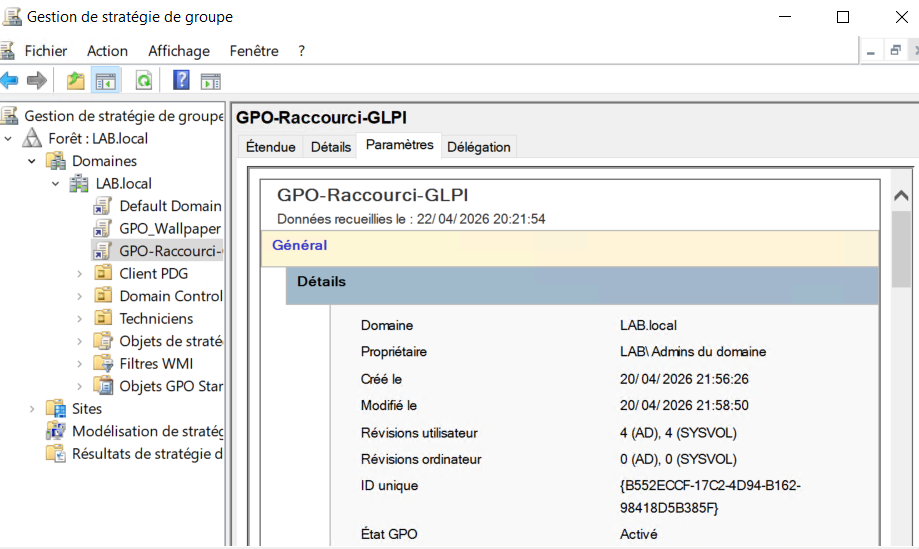 Gestion de stratégie de groupe
Fichier Action Affichage Fenêtre ?
Gestion de stratégie de groupe
Forêt : LAB.local
Domaines
LAB.local
Default Domain
GPO_Wallpaper
GPO-Raccourci-
Client PDG
Domain Control
Techniciens
Objets de straté
Filtres WMI
Objets GPO Star
Sites
Modélisation de stratég
Résultats de stratégie d
GPO-Raccourci-GLPI
Étendue Détails Paramètres Délégation
GPO-Raccourci-GLPI
Données recueillies le : 22/04/2026 20:21:54
Général
Détails
Domaine LAB.local
Propriétaire LAB\Admins du domaine
Créé le 20/04/2026 21:56:26
Modifié le 20/04/2026 21:58:50
Révisions utilisateur 4 (AD), 4 (SYSVOL)
Révisions ordinateur 0 (AD), 0 (SYSVOL)
ID unique {B552ECCF-17C2-4D94-B162-
98418D5B385F}
État GPO Activé